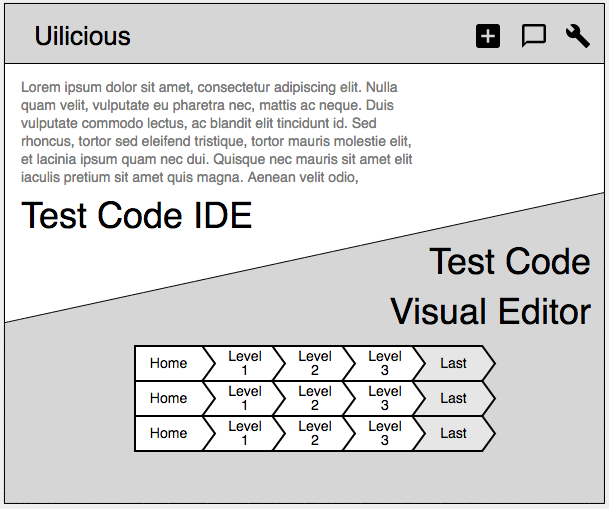 Uilicious
Lorem ipsum dolor sit amet, consectetur adipiscing elit. Nulla
quam velit, vulputate eu pharetra nec, mattis ac neque. Duis
vulputate commodo lectus, ac blandit elit tincidunt id. Sed
rhoncus, tortor sed eleifend tristique, tortor mauris molestie elit,
et lacinia ipsum quam nec dui. Quisque nec mauris sit amet elit
iaculis pretium sit amet quis magna. Aenean velit odio,
Test Code IDE
Test Code
Visual Editor
Home Level 1 Level 2 Level 3 Last
Home Level 1 Level 2 Level 3 Last
Home Level 1 Level 2 Level 3 Last